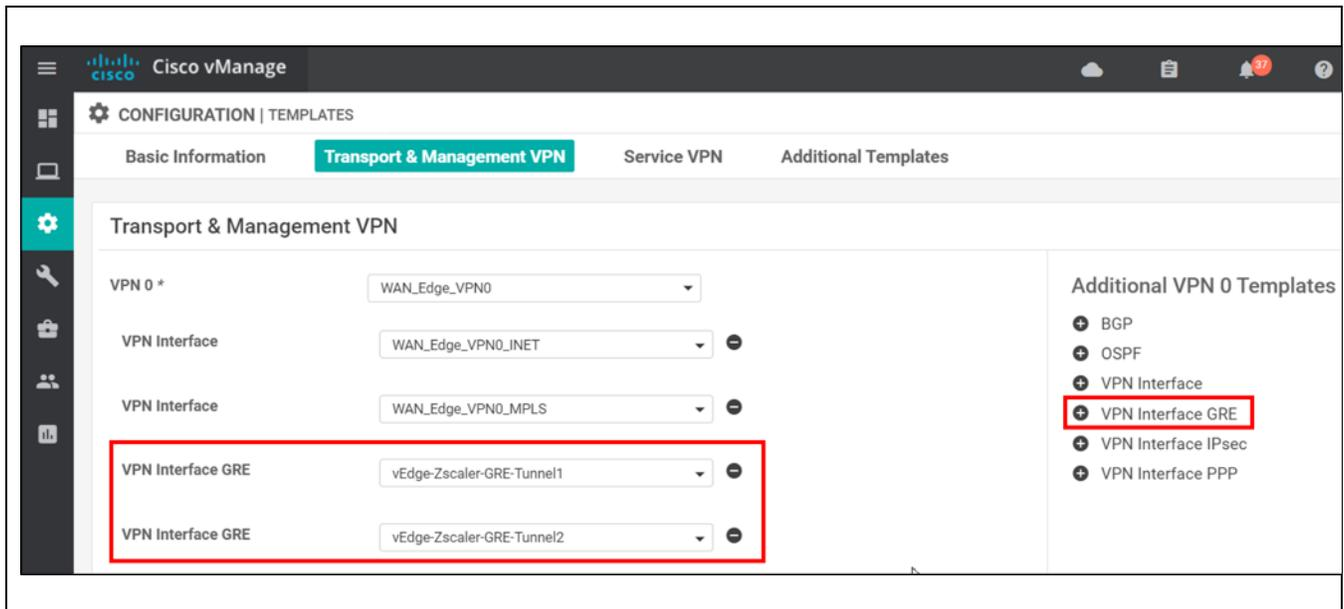 cisco Cisco vManage 37
CONFIGURATION | TEMPLATES
Basic Information Transport & Management VPN Service VPN Additional Templates
Transport & Management VPN
VPN 0 * WAN_Edge_VPN0
VPN Interface WAN_Edge_VPN0_INET
VPN Interface WAN_Edge_VPN0_MPLS
VPN Interface GRE vEdge-Zscaler-GRE-Tunnel1
VPN Interface GRE vEdge-Zscaler-GRE-Tunnel2
Additional VPN 0 Templates
BGP
OSPF
VPN Interface
VPN Interface GRE
VPN Interface IPsec
VPN Interface PPP